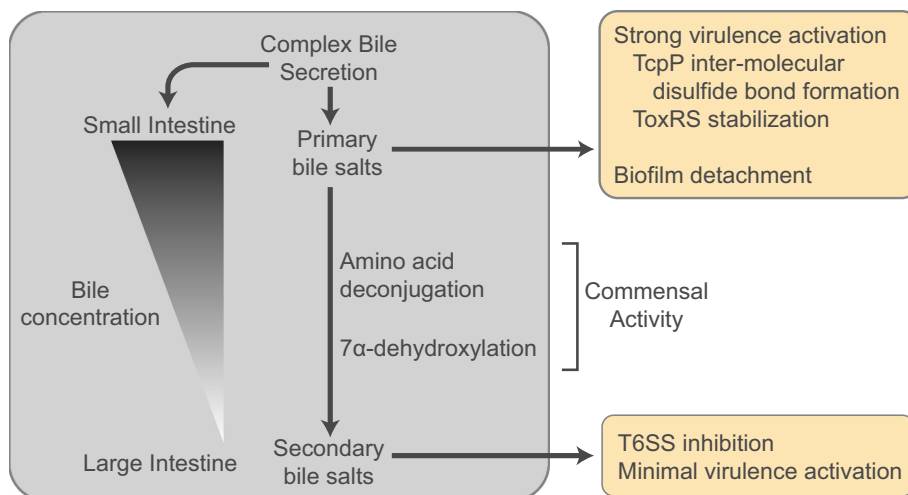 Complex Bile
Secretion
Small Intestine
Primary
bile salts
Strong virulence activation
TcpP inter-molecular
disulfide bond formation
ToxRS stabilization
Biofilm detachment
Bile
concentration
Amino acid
deconjugation
7α-dehydroxylation
Commensal
Activity
Large Intestine
Secondary
bile salts
T6SS inhibition
Minimal virulence activation